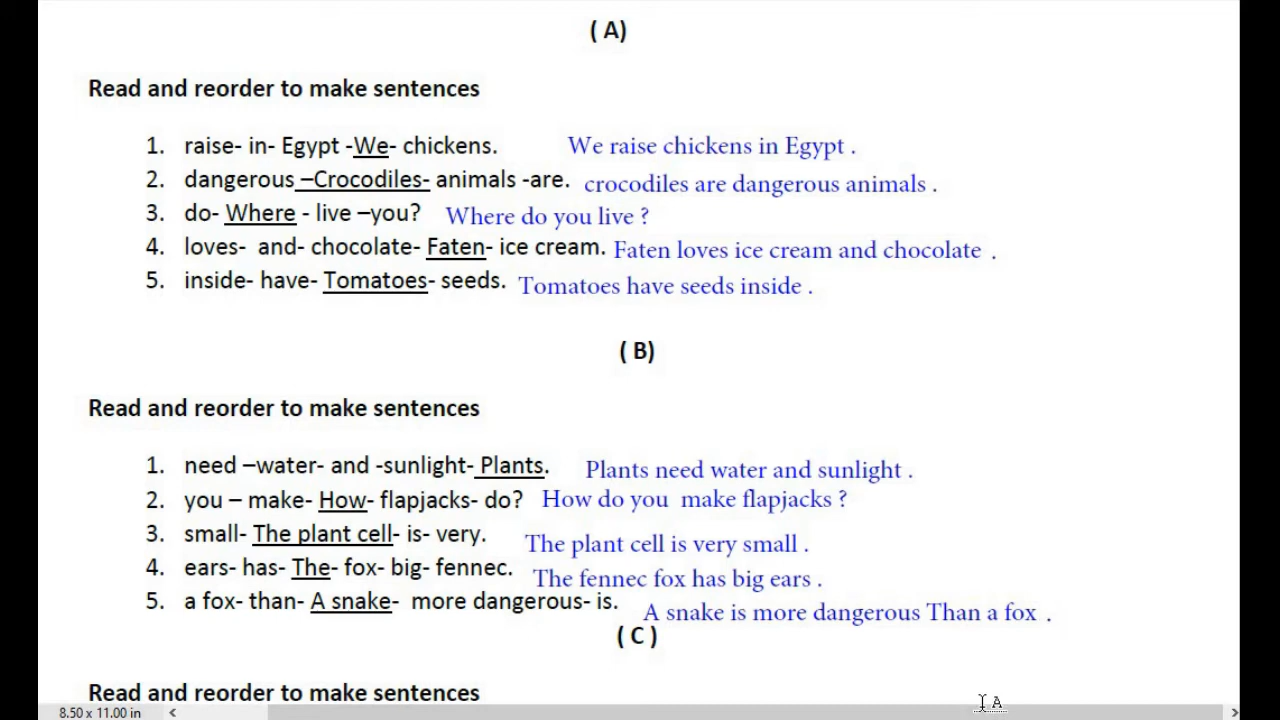 ( A)
Read and reorder to make sentences
1. raise- in- Egypt -We- chickens. We raise chickens in Egypt .
2. dangerous –Crocodiles- animals -are. crocodiles are dangerous animals .
3. do- Where - live –you? Where do you live ?
4. loves- and- chocolate- Faten- ice cream. Faten loves ice cream and chocolate .
5. inside- have- Tomatoes- seeds. Tomatoes have seeds inside .
( B)
Read and reorder to make sentences
1. need –water- and -sunlight- Plants. Plants need water and sunlight .
2. you – make- How- flapjacks- do? How do you make flapjacks ?
3. small- The plant cell- is- very. The plant cell is very small .
4. ears- has- The- fox- big- fennec. The fennec fox has big ears .
5. a fox- than- A snake- more dangerous- is. A snake is more dangerous Than a fox .
( C )
Read and reorder to make sentences
8.50 x 11.00 in